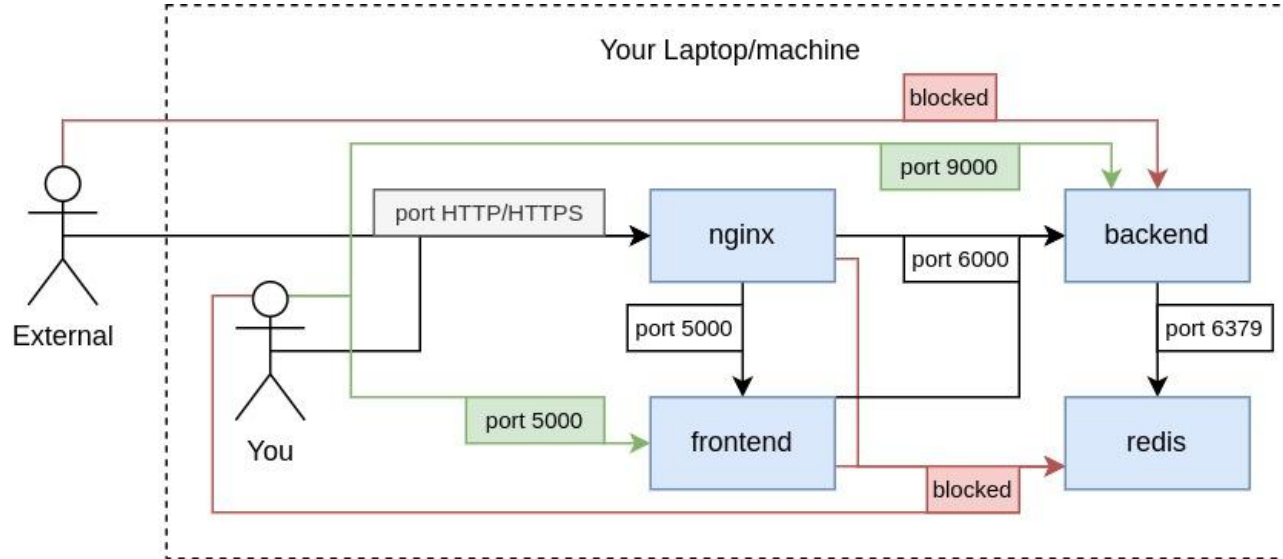 Your Laptop/machine
blocked
port 9000
port HTTP/HTTPS
nginx
backend
port 6000
External
port 5000
port 6379
You
port 5000
frontend
redis
blocked